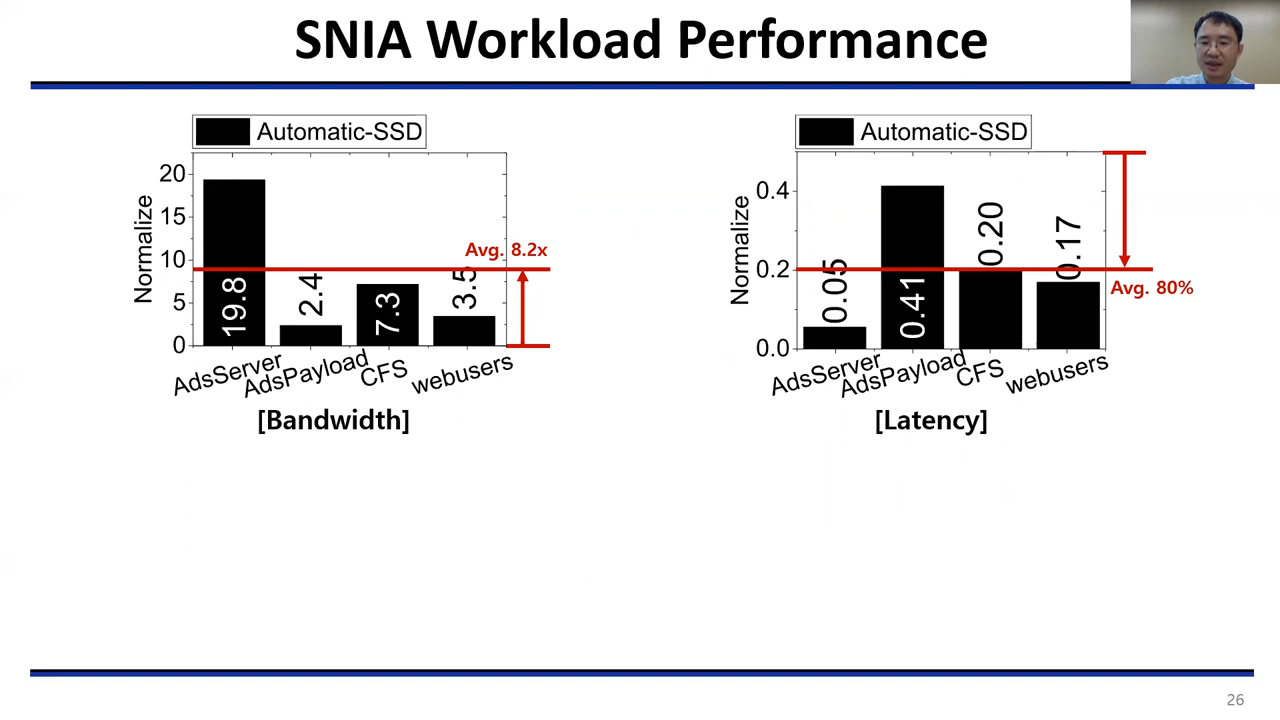 SNIA Workload Performance
Automatic-SSD
Normalize
20
15
10
5
0
19.8
2.4
7.3
3.5
Avg. 8.2x
AdsServer
AdsPayload
CFS
webusers
[Bandwidth]
Automatic-SSD
Normalize
0.4
0.2
0.0
0.05
0.41
0.20
0.17
Avg. 80%
AdsServer
AdsPayload
CFS
webusers
[Latency]
26